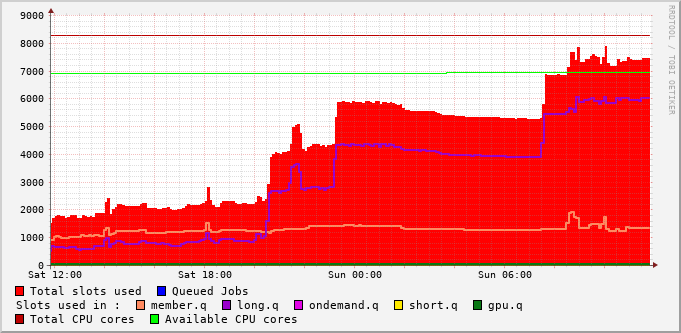 9000
8000
7000
6000
5000
4000
3000
2000
1000
0
Sat 12:00 Sat 18:00 Sun 00:00 Sun 06:00
RRDTOOL / TOBI OETIKER
Total slots used Queued Jobs
Slots used in : member.q long.q ondemand.q short.q gpu.q
Total CPU cores Available CPU cores